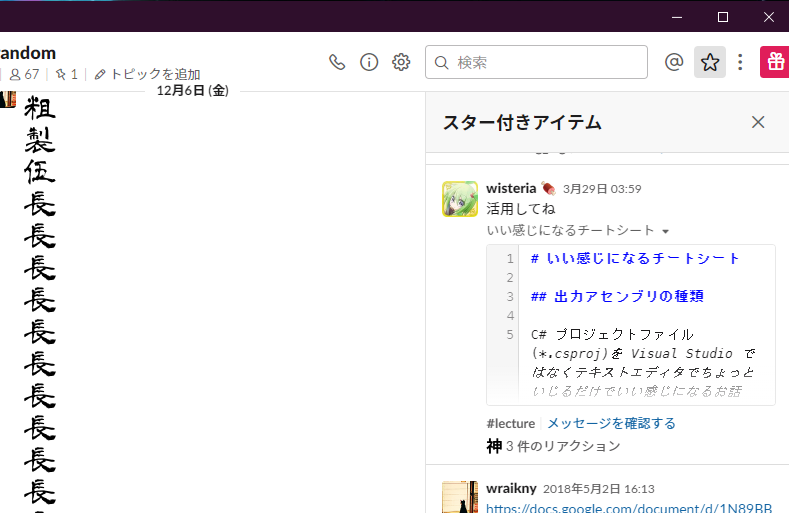 andom
67 | 1 | トピックを追加
検索
12月6日 (金)
粗
製
伍
長
長
長
長
長
長
長
長
長
長
スター付きアイテム
wisteria 3月29日 03:59
活用してね
いい感じになるチートシート
1 # いい感じになるチートシート
2
3 ## 出力アセンブリの種類
4
5 C# プロジェクトファイル
(*.csproj)を Visual Studio で
はなくテキストエディタでちょっと
いじるだけでいい感じになるお話
#lecture メッセージを確認する
神 3 件のリアクション
wraikny 2018年5月2日 16:13
https://docs.google.com/document/d/1N89BB